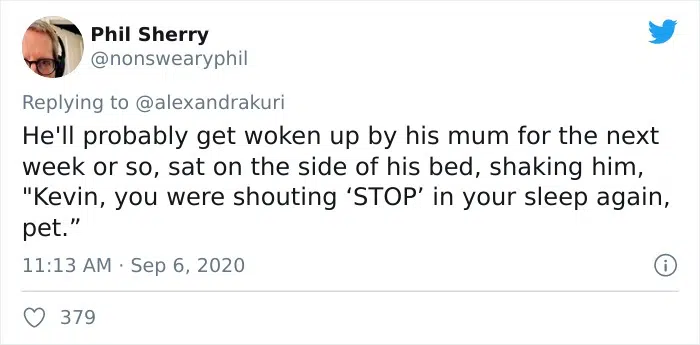 Phil Sherry
@nonswearyphil
Replying to @alexandrakuri
He'll probably get woken up by his mum for the next
week or so, sat on the side of his bed, shaking him,
"Kevin, you were shouting ‘STOP’ in your sleep again,
pet.”
11:13 AM · Sep 6, 2020
379